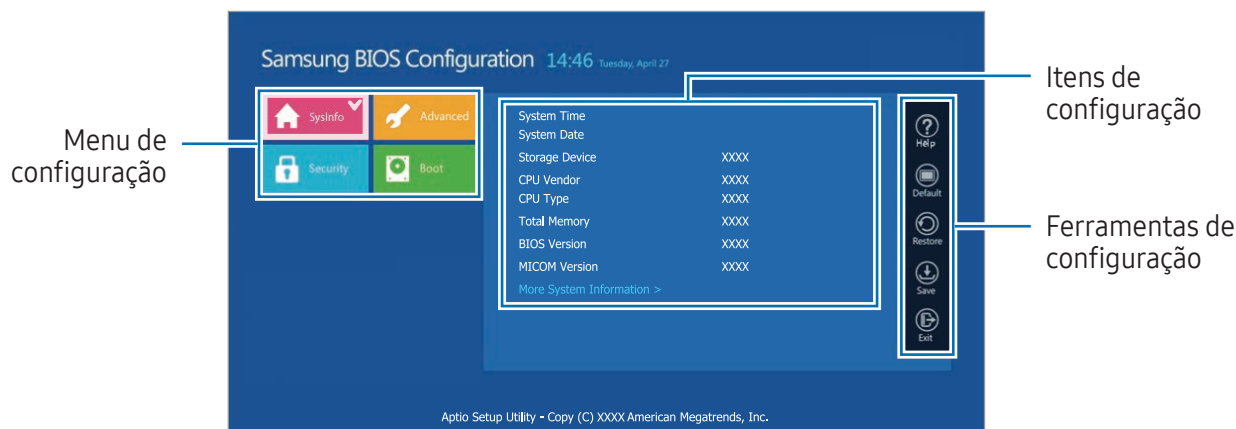 Samsung BIOS Configuration 14:46 Tuesday, April 27
Menu de
configuração
SysInfo
Advanced
Security
Boot
System Time
System Date
Storage Device XXXX
CPU Vendor XXXX
CPU Type XXXX
Total Memory XXXX
BIOS Version XXXX
MICOM Version XXXX
More System Information >
Help
Default
Restore
Save
Exit
Itens de
configuração
Ferramentas de
configuração
Aptio Setup Utility - Copy (C) XXXX American Megatrends, Inc.